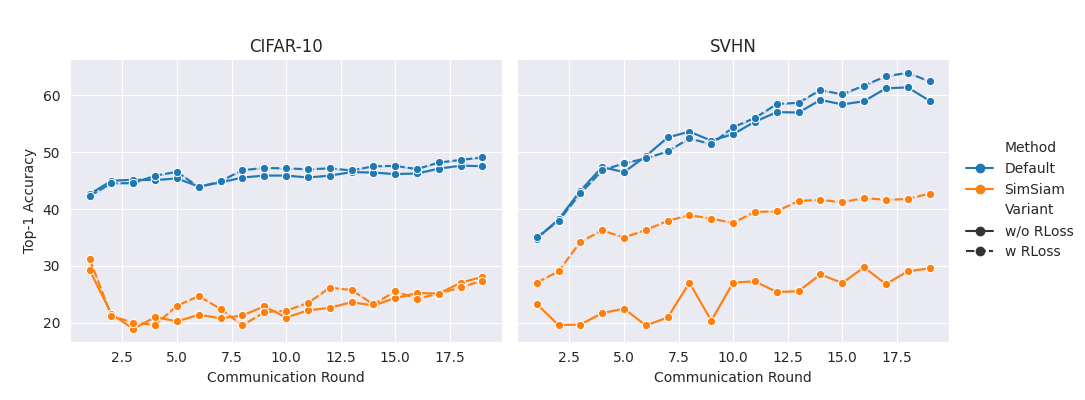 CIFAR-10
SVHN
Top-1 Accuracy
60
50
40
30
20
2.5 5.0 7.5 10.0 12.5 15.0 17.5
2.5 5.0 7.5 10.0 12.5 15.0 17.5
Communication Round
Communication Round
Method
Default
SimSiam
Variant
w/o RLoss
w RLoss